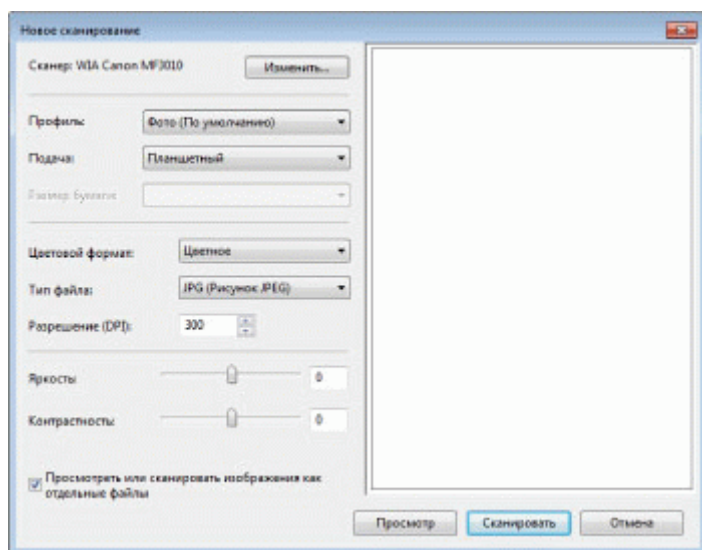 Новое сканирование
Сканер: WIA Canon MF3010
Изменить...
Профиль:
Фото (По умолчанию)
Подача:
Планшетный
Размер бумаги:
Цветовой формат:
Цветное
Тип файла:
JPG (Рисунок JPEG)
Разрешение (DPI):
300
Яркость:
0
Контрастность:
0
Просмотреть или сканировать изображения как
отдельные файлы
Просмотр
Сканировать
Отмена